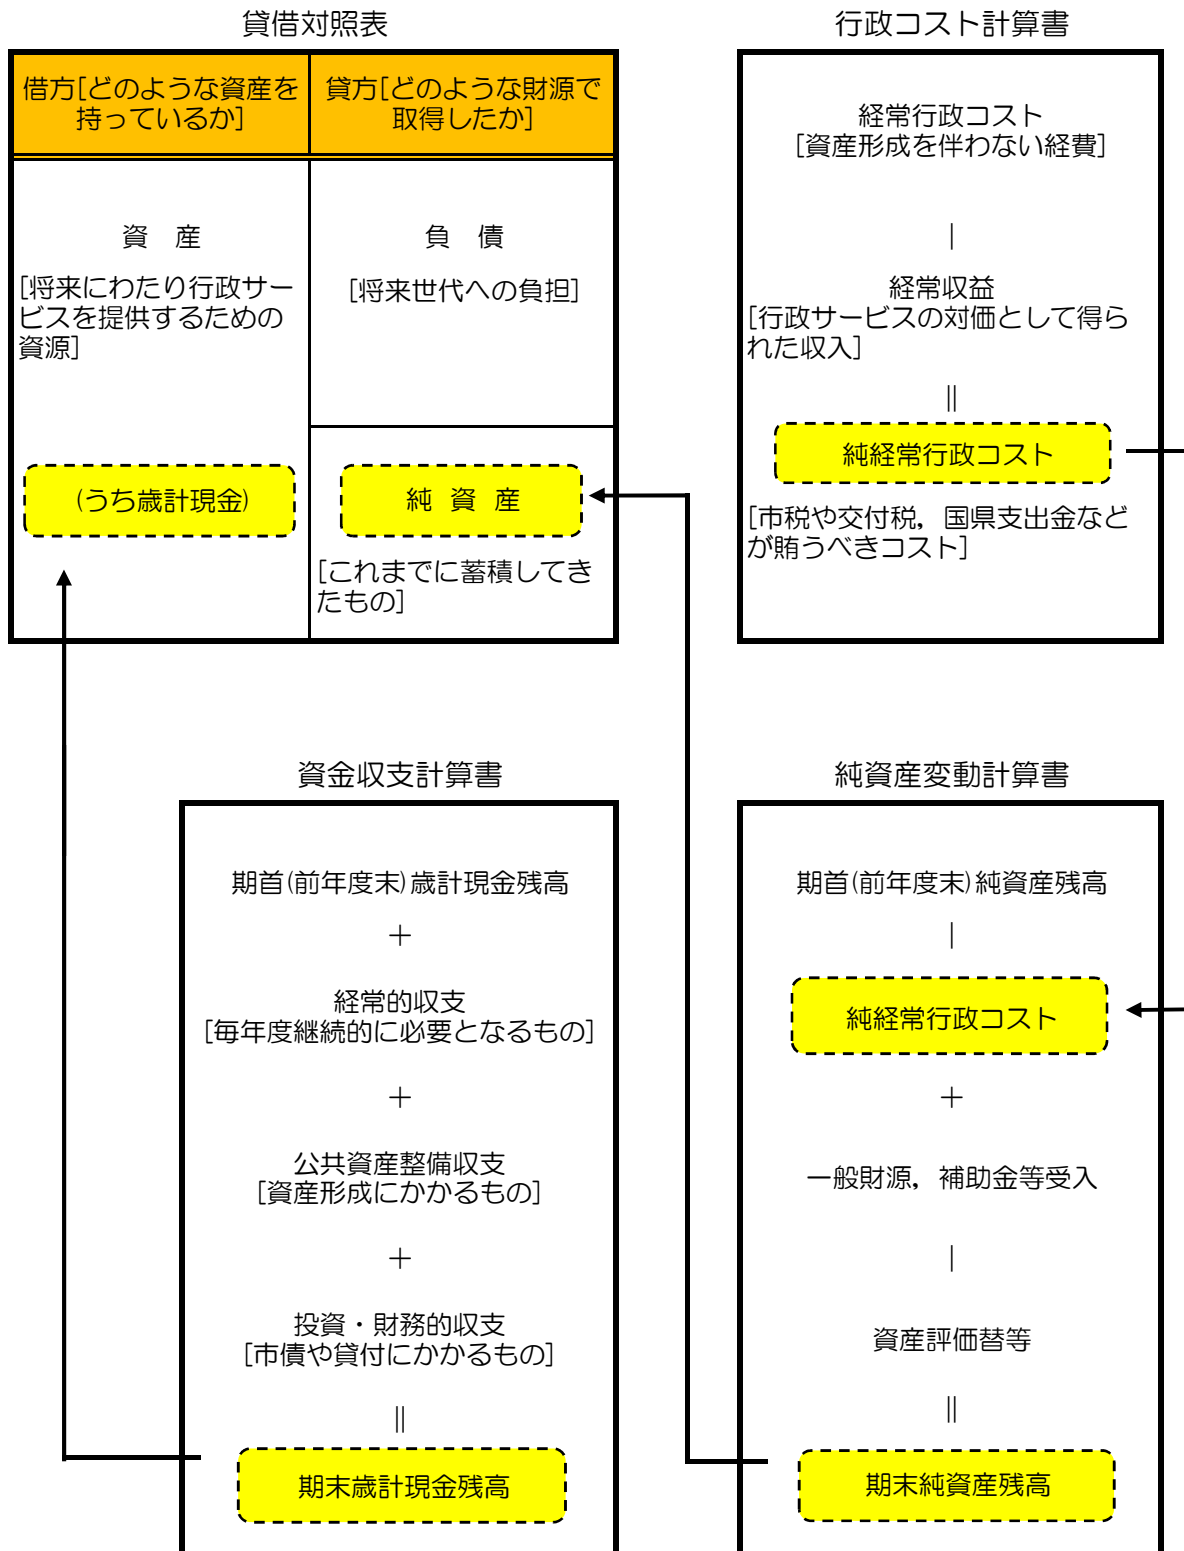 貸借対照表
借方[どのような資産を
持っているか]
貸方[どのような財源で
取得したか]
資　産
[将来にわたり行政サー
ビスを提供するための
資源]
(うち歳計現金)
負　債
[将来世代への負担]
純 資 産
[これまでに蓄積してき
たもの]
行政コスト計算書
経常行政コスト
[資産形成を伴わない経費]
－
経常収益
[行政サービスの対価として得ら
れた収入]
＝
純経常行政コスト
[市税や交付税，国県支出金など
が賄うべきコスト]
資金収支計算書
期首(前年度末)歳計現金残高
＋
経常的収支
[毎年度継続的に必要となるもの]
＋
公共資産整備収支
[資産形成にかかるもの]
＋
投資・財務的収支
[市債や貸付にかかるもの]
＝
期末歳計現金残高
純資産変動計算書
期首(前年度末)純資産残高
－
純経常行政コスト
＋
一般財源，補助金等受入
－
資産評価替等
＝
期末純資産残高